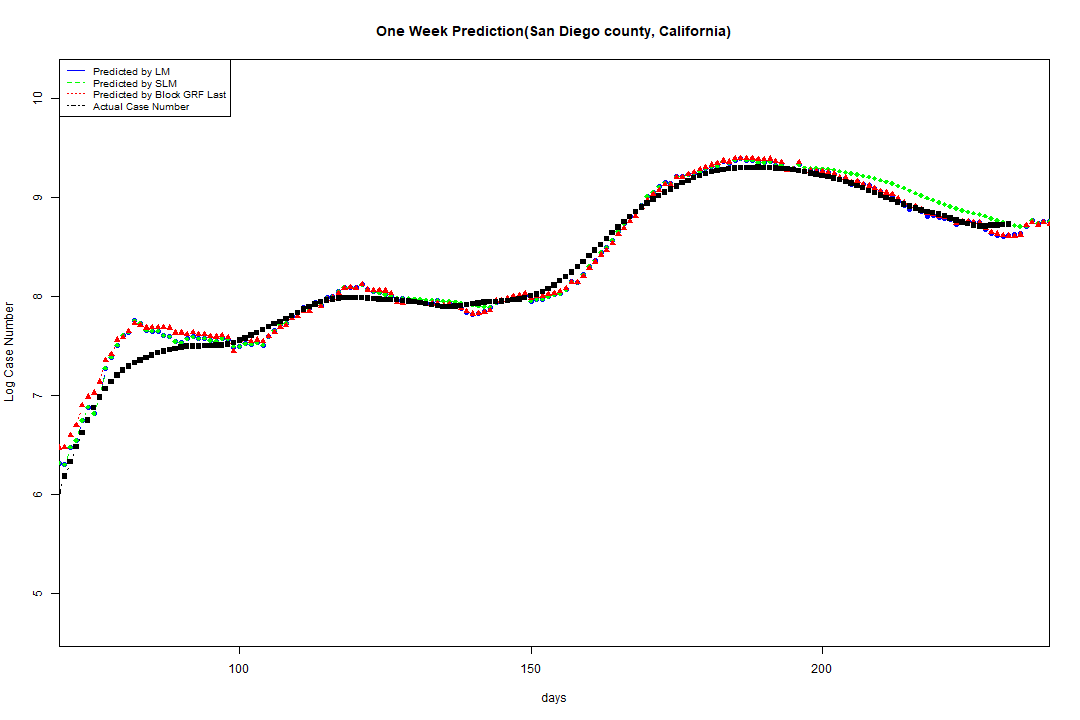 One Week Prediction(San Diego county, California)
Predicted by LM
Predicted by SLM
Predicted by Block GRF Last
Actual Case Number
10
9
8
7
6
5
Log Case Number
100
150
200
days